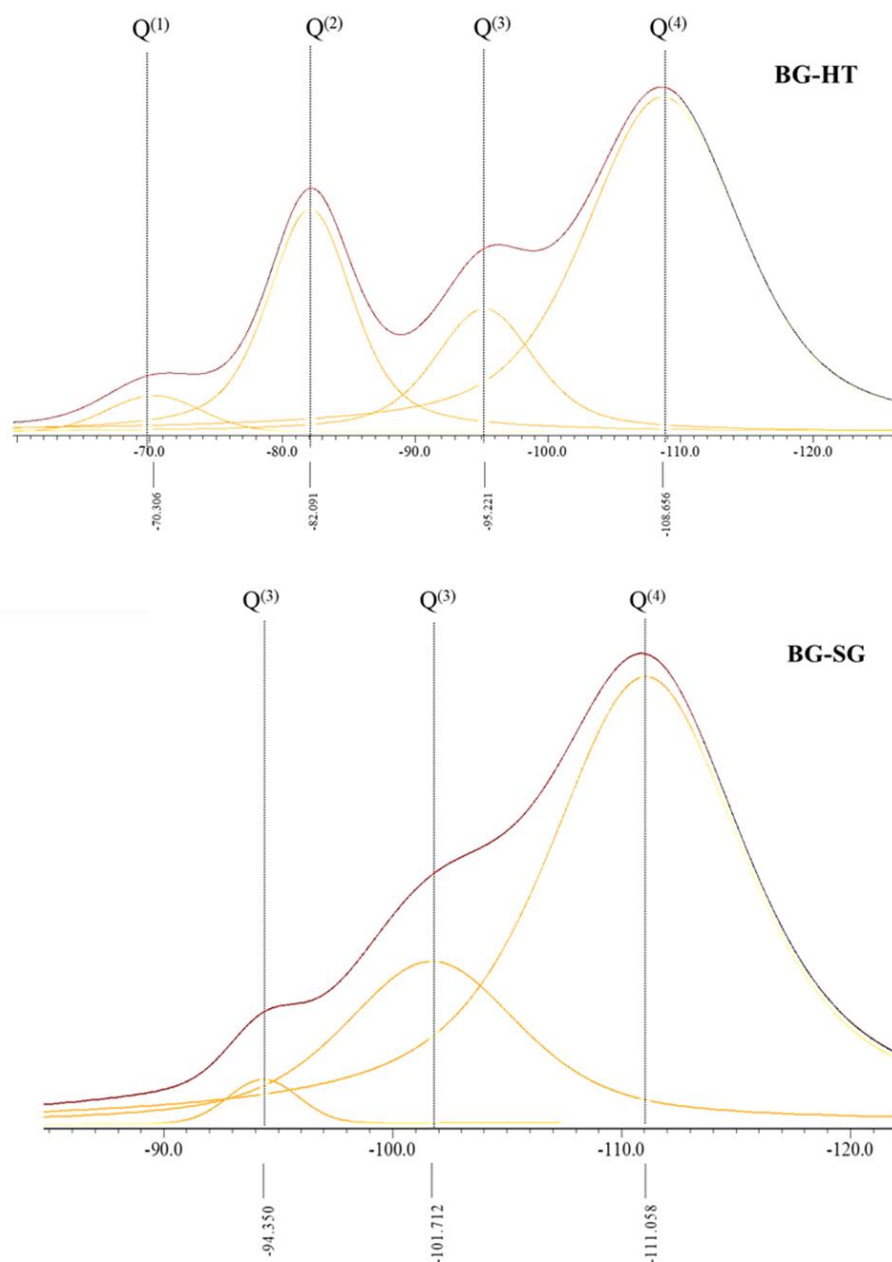 Q(1) Q(2) Q(3) Q(4)
BG-HT
-70.0 -80.0 -90.0 -100.0 -110.0 -120.0
-70.306 -82.091 -95.221 -108.656
Q(3) Q(3) Q(4)
BG-SG
-90.0 -100.0 -110.0 -120.0
-94.350 -101.712 -111.058